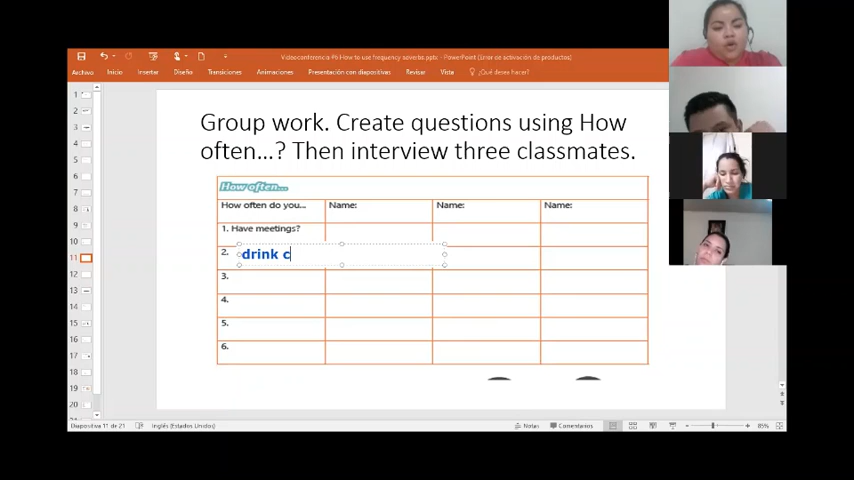 Videoconferencia P6 How to use frequency adverbs.pptx - PowerPoint (Error de activación de productos)
Archivo Inicio Insertar Diseño Transiciones Animaciones Presentación con diapositivas Revisar Vista ¿Qué desea hacer?
Group work. Create questions using How
often...? Then interview three classmates.
How often...
How often do you... Name: Name: Name:
1. Have meetings?
2. drink c
3.
4.
5.
6.
1
2
3
4
5
6
7
8
9
10
11
12
13
14
15
16
17
18
19
20
Diapositiva 11 de 21 Inglés (Estados Unidos) Notas Comentarios 85%